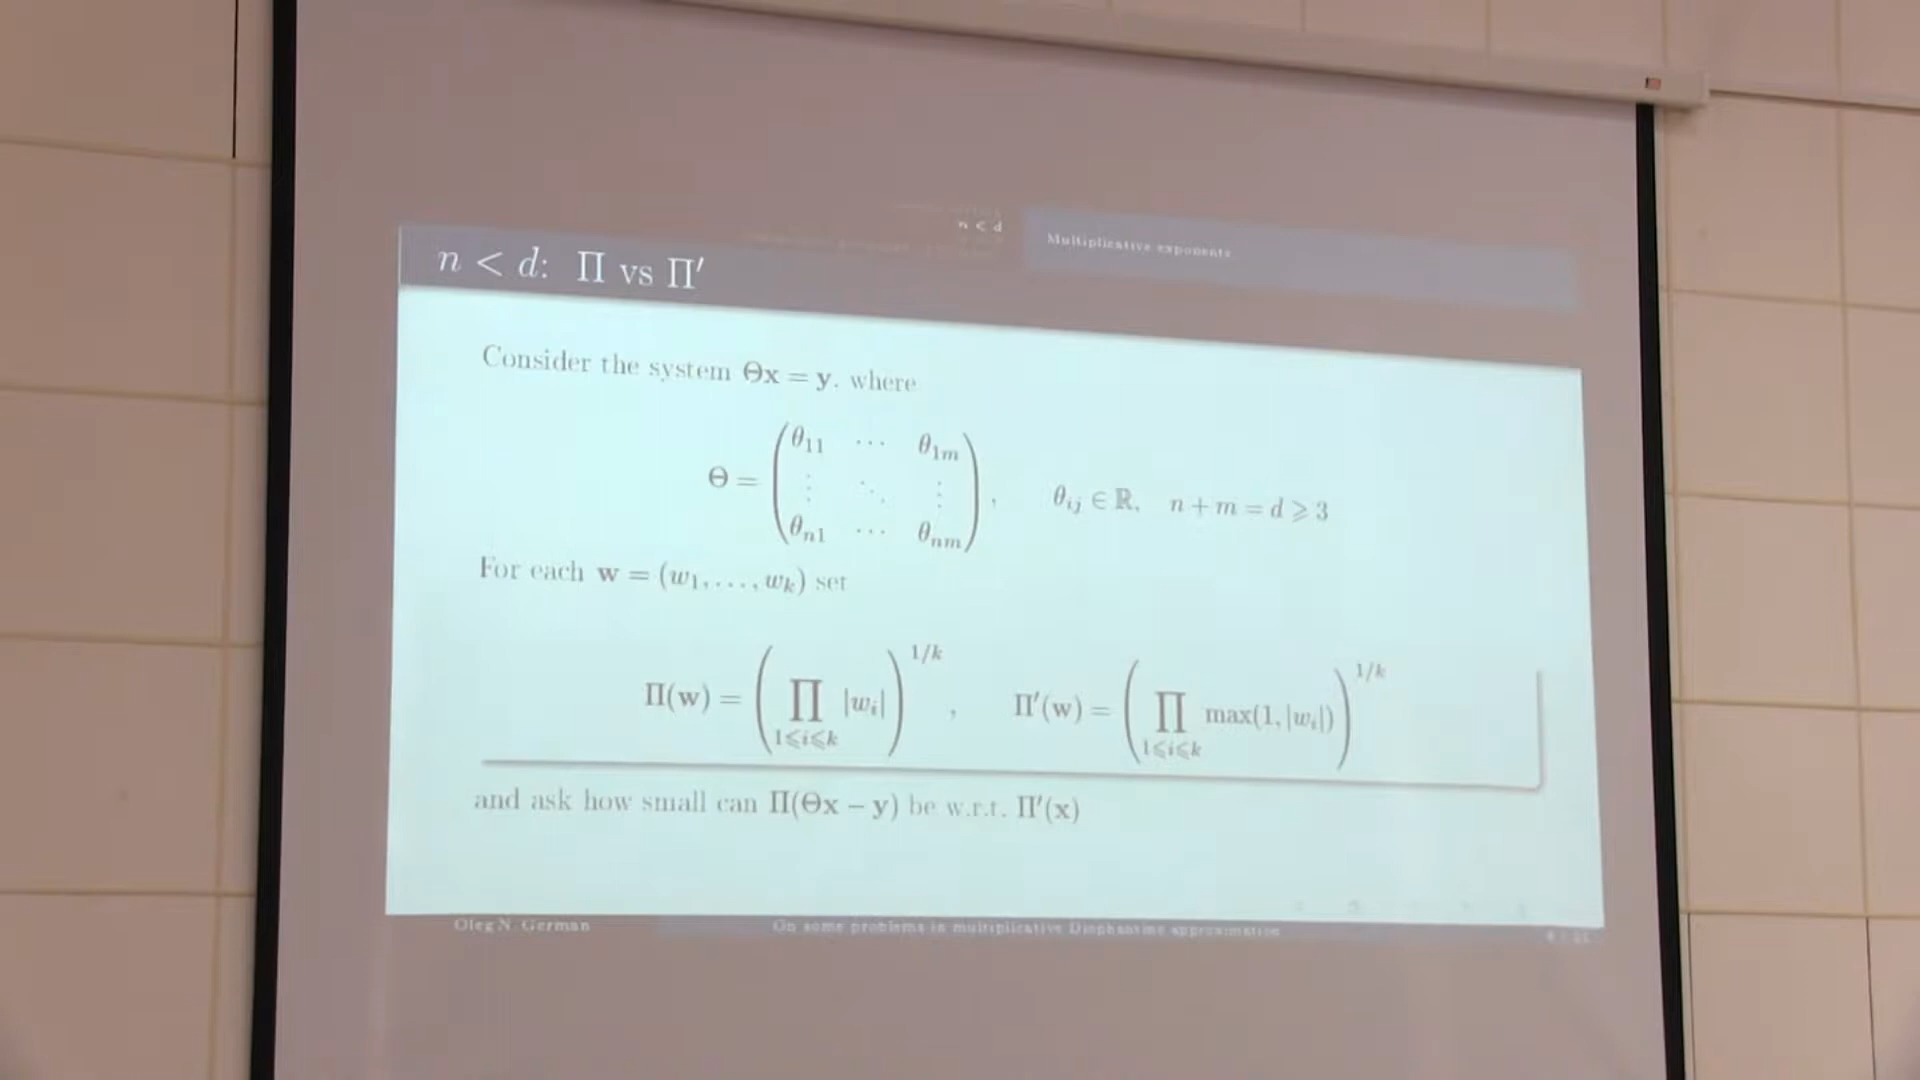 n < d
Multiplicative exponents
n < d: Π vs Π′
Consider the system Θx = y. where
Θ = (θ₁₁ ⋯ θ₁ₘ ⋮ ⋱ ⋮ θₙ₁ ⋯ θₙₘ), θᵢⱼ ∈ ℝ, n + m = d ⩾ 3
For each w = (w₁, …, wₖ) set
Π(w) = (∏_{1⩽i⩽k} |wᵢ|)^{1/k}, Π′(w) = (∏_{1⩽i⩽k} max(1, |wᵢ|))^{1/k}
and ask how small can Π(Θx − y) be w.r.t. Π′(x)
Oleg N. German
On some problems in multiplicative Diophantine approximation